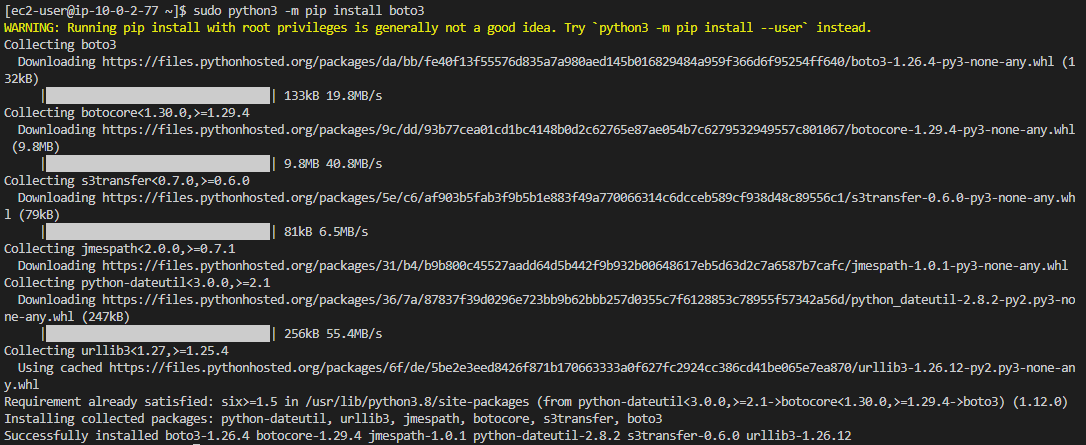 [ec2-user@ip-10-0-2-77 ~]$ sudo python3 -m pip install boto3
WARNING: Running pip install with root privileges is generally not a good idea. Try `python3 -m pip install --user` instead.
Collecting boto3
  Downloading https://files.pythonhosted.org/packages/da/bb/fe40f13f55576d835a7a980aed145b016829484a959f366d6f95254ff640/boto3-1.26.4-py3-none-any.whl (1
32kB)
     |████████████████████████████████| 133kB 19.8MB/s
Collecting botocore<1.30.0,>=1.29.4
  Downloading https://files.pythonhosted.org/packages/9c/dd/93b77cea01cd1bc4148b0d2c62765e87ae054b7c6279532949557c801067/botocore-1.29.4-py3-none-any.whl
 (9.8MB)
     |████████████████████████████████| 9.8MB 40.8MB/s
Collecting s3transfer<0.7.0,>=0.6.0
  Downloading https://files.pythonhosted.org/packages/5e/c6/af903b5fab3f9b5b1e883f49a770066314c6dcceb589cf938d48c89556c1/s3transfer-0.6.0-py3-none-any.wh
l (79kB)
     |████████████████████████████████| 81kB 6.5MB/s
Collecting jmespath<2.0.0,>=0.7.1
  Downloading https://files.pythonhosted.org/packages/31/b4/b9b800c45527aadd64d5b442f9b932b00648617eb5d63d2c7a6587b7cafc/jmespath-1.0.1-py3-none-any.whl
Collecting python-dateutil<3.0.0,>=2.1
  Downloading https://files.pythonhosted.org/packages/36/7a/87837f39d0296e723bb9b62bbb257d0355c7f6128853c78955f57342a56d/python_dateutil-2.8.2-py2.py3-no
ne-any.whl (247kB)
     |████████████████████████████████| 256kB 55.4MB/s
Collecting urllib3<1.27,>=1.25.4
  Using cached https://files.pythonhosted.org/packages/6f/de/5be2e3eed8426f871b170663333a0f627fc2924cc386cd41be065e7ea870/urllib3-1.26.12-py2.py3-none-an
y.whl
Requirement already satisfied: six>=1.5 in /usr/lib/python3.8/site-packages (from python-dateutil<3.0.0,>=2.1->botocore<1.30.0,>=1.29.4->boto3) (1.12.0)
Installing collected packages: python-dateutil, urllib3, jmespath, botocore, s3transfer, boto3
Successfully installed boto3-1.26.4 botocore-1.29.4 jmespath-1.0.1 python-dateutil-2.8.2 s3transfer-0.6.0 urllib3-1.26.12